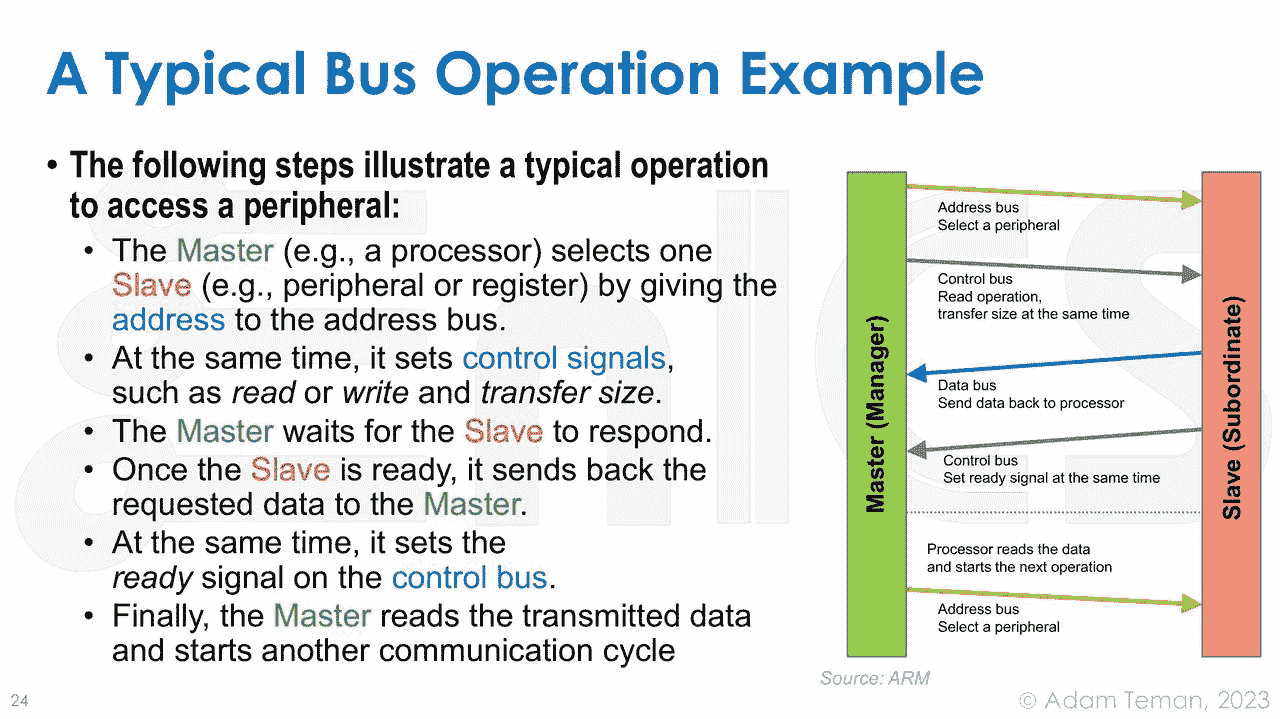 A Typical Bus Operation Example
• The following steps illustrate a typical operation
to access a peripheral:
• The Master (e.g., a processor) selects one
Slave (e.g., peripheral or register) by giving the
address to the address bus.
• At the same time, it sets control signals,
such as read or write and transfer size.
• The Master waits for the Slave to respond.
• Once the Slave is ready, it sends back the
requested data to the Master.
• At the same time, it sets the
ready signal on the control bus.
• Finally, the Master reads the transmitted data
and starts another communication cycle
Master (Manager)
Address bus
Select a peripheral
Control bus
Read operation,
transfer size at the same time
Data bus
Send data back to processor
Control bus
Set ready signal at the same time
Processor reads the data
and starts the next operation
Address bus
Select a peripheral
Slave (Subordinate)
Source: ARM
24
© Adam Teman, 2023